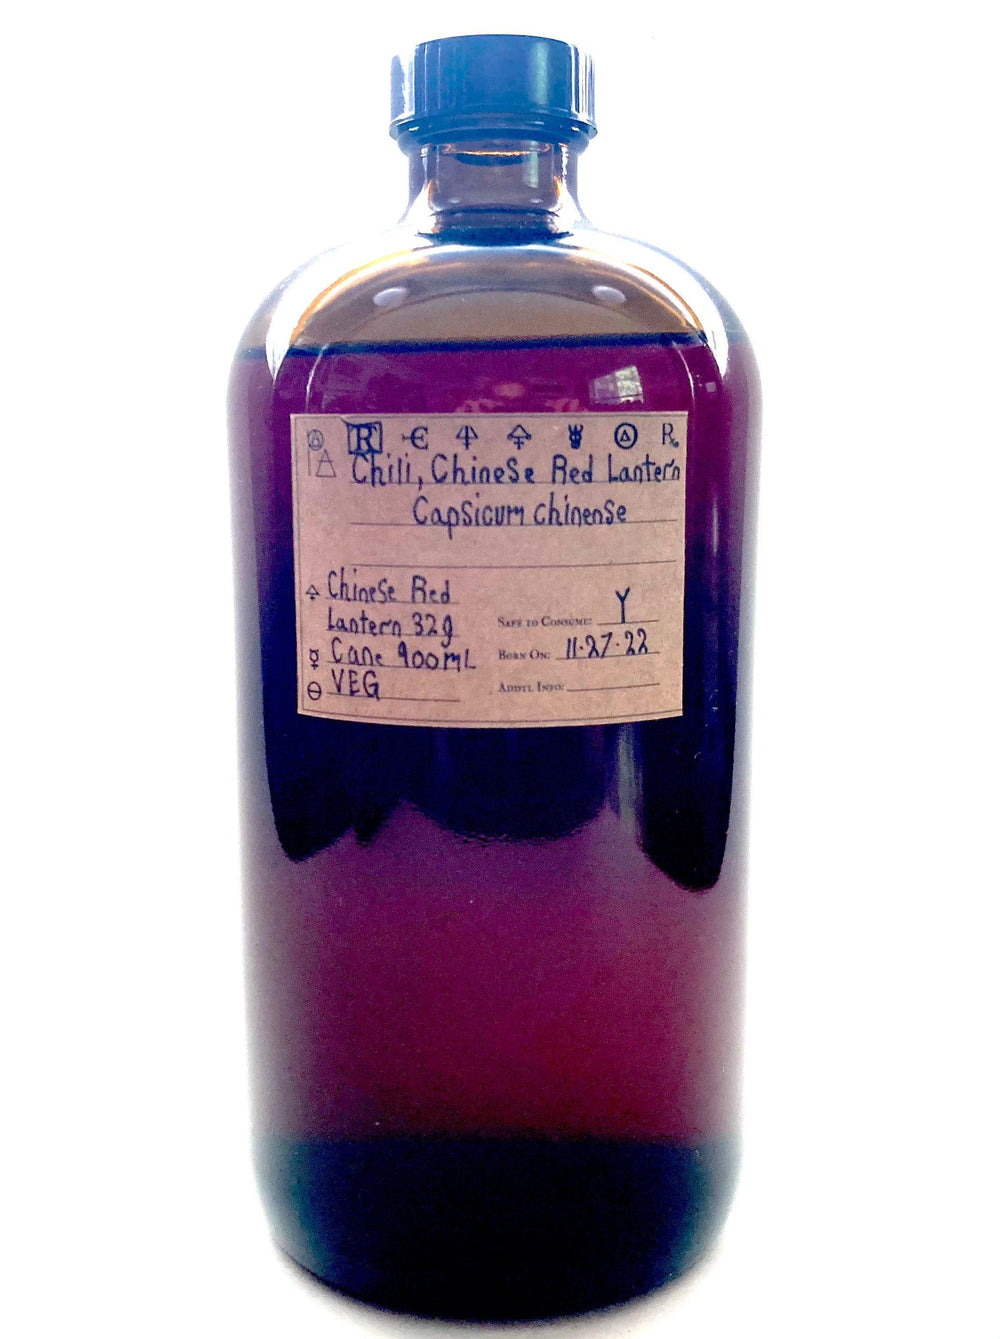 R ℞
Chili, Chinese Red Lantern
Capsicum chinense
Chinese Red
Lantern 32g
Cane 900mL
VEG
Safe to Consume: Y
Born On: 11·27·22
Addtl Info: